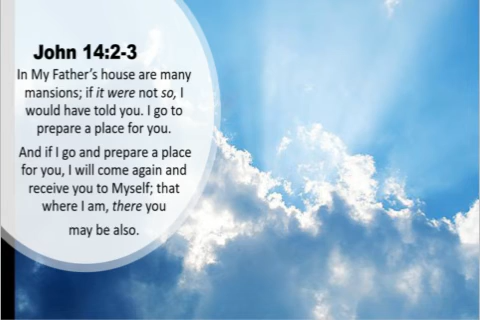 John 14:2-3
In My Father's house are many
mansions; if it were not so, I
would have told you. I go to
prepare a place for you.
And if I go and prepare a place
for you, I will come again and
receive you to Myself; that
where I am, there you
may be also.